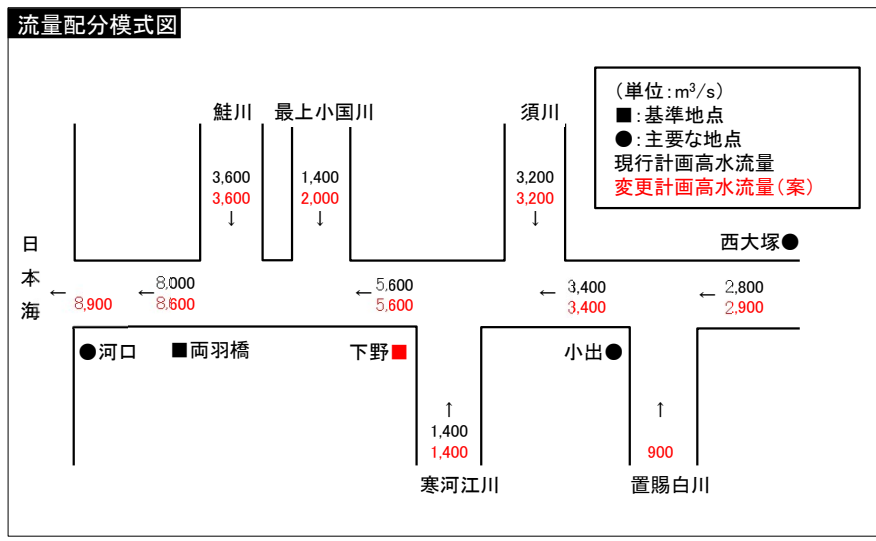 流量配分模式図
(単位:m³/s)
■:基準地点
●:主要な地点
現行計画高水流量
変更計画高水流量(案)
鮭川
最上小国川
須川
3,600
3,600
↓
1,400
2,000
↓
3,200
3,200
↓
西大塚●
日本海
←
8,900
← 8,000
8,600
← 5,600
5,600
← 3,400
3,400
← 2,800
2,900
●河口
■両羽橋
下野■
小出●
↑
1,400
1,400
↑
900
寒河江川
置賜白川